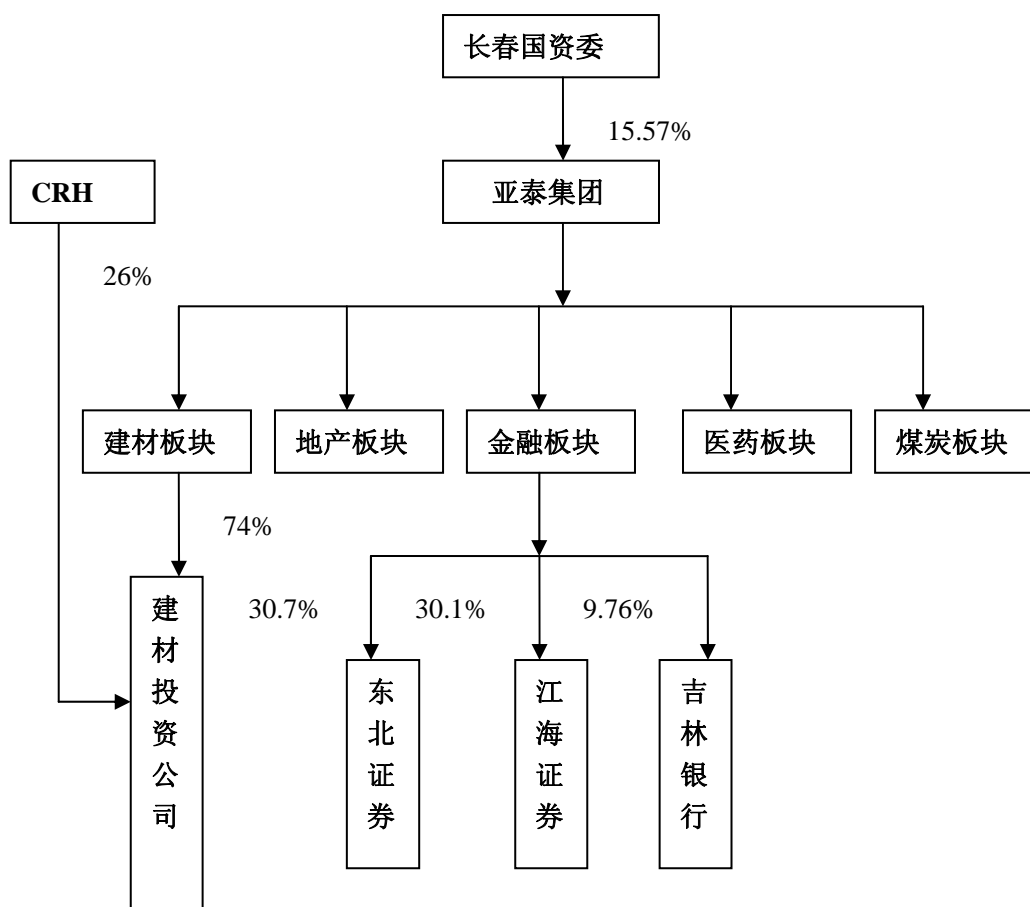 长春国资委
15.57%
CRH
亚泰集团
26%
建材板块
地产板块
金融板块
医药板块
煤炭板块
74%
30.7%
30.1%
9.76%
建材投资公司
东北证券
江海证券
吉林银行